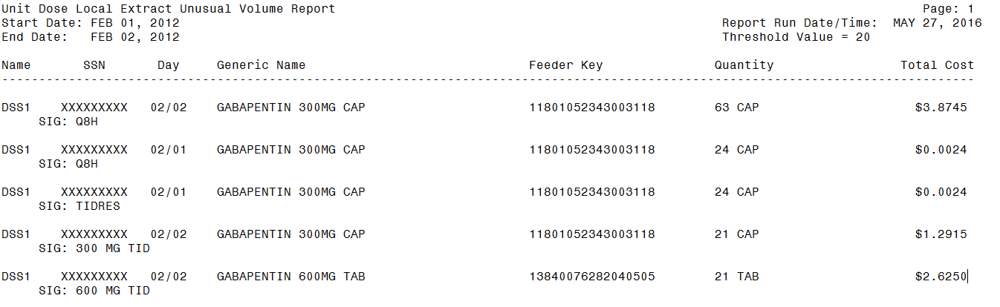 Unit Dose Local Extract Unusual Volume Report Page: 1
Start Date: FEB 01, 2012 Report Run Date/Time: MAY 27, 2016
End Date: FEB 02, 2012 Threshold Value = 20
Name SSN Day Generic Name Feeder Key Quantity Total Cost
-----------------------------------------------------------------------------------------------------------------------------------
DSS1 XXXXXXXXX 02/02 GABAPENTIN 300MG CAP 11801052343003118 63 CAP $3.8745
SIG: Q8H
DSS1 XXXXXXXXX 02/01 GABAPENTIN 300MG CAP 11801052343003118 24 CAP $0.0024
SIG: Q8H
DSS1 XXXXXXXXX 02/01 GABAPENTIN 300MG CAP 11801052343003118 24 CAP $0.0024
SIG: TIDRES
DSS1 XXXXXXXXX 02/02 GABAPENTIN 300MG CAP 11801052343003118 21 CAP $1.2915
SIG: 300 MG TID
DSS1 XXXXXXXXX 02/02 GABAPENTIN 600MG TAB 13840076282040505 21 TAB $2.6250
SIG: 600 MG TID